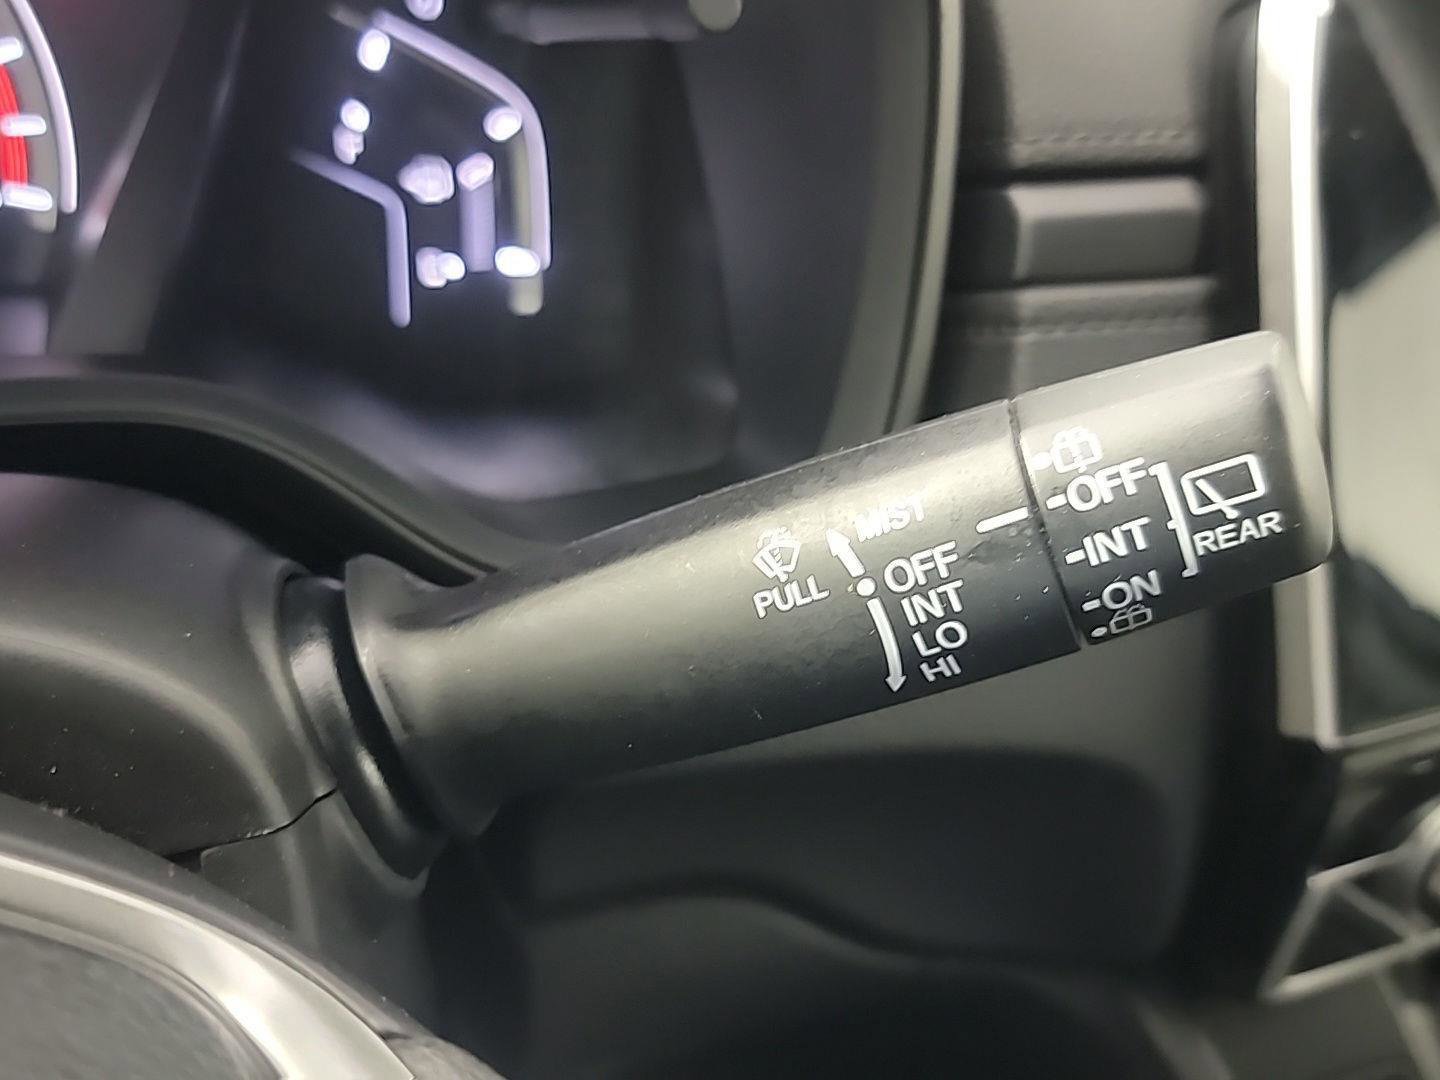 MIST
OFF
INT
LO
HI
PULL
OFF
INT
ON
REAR